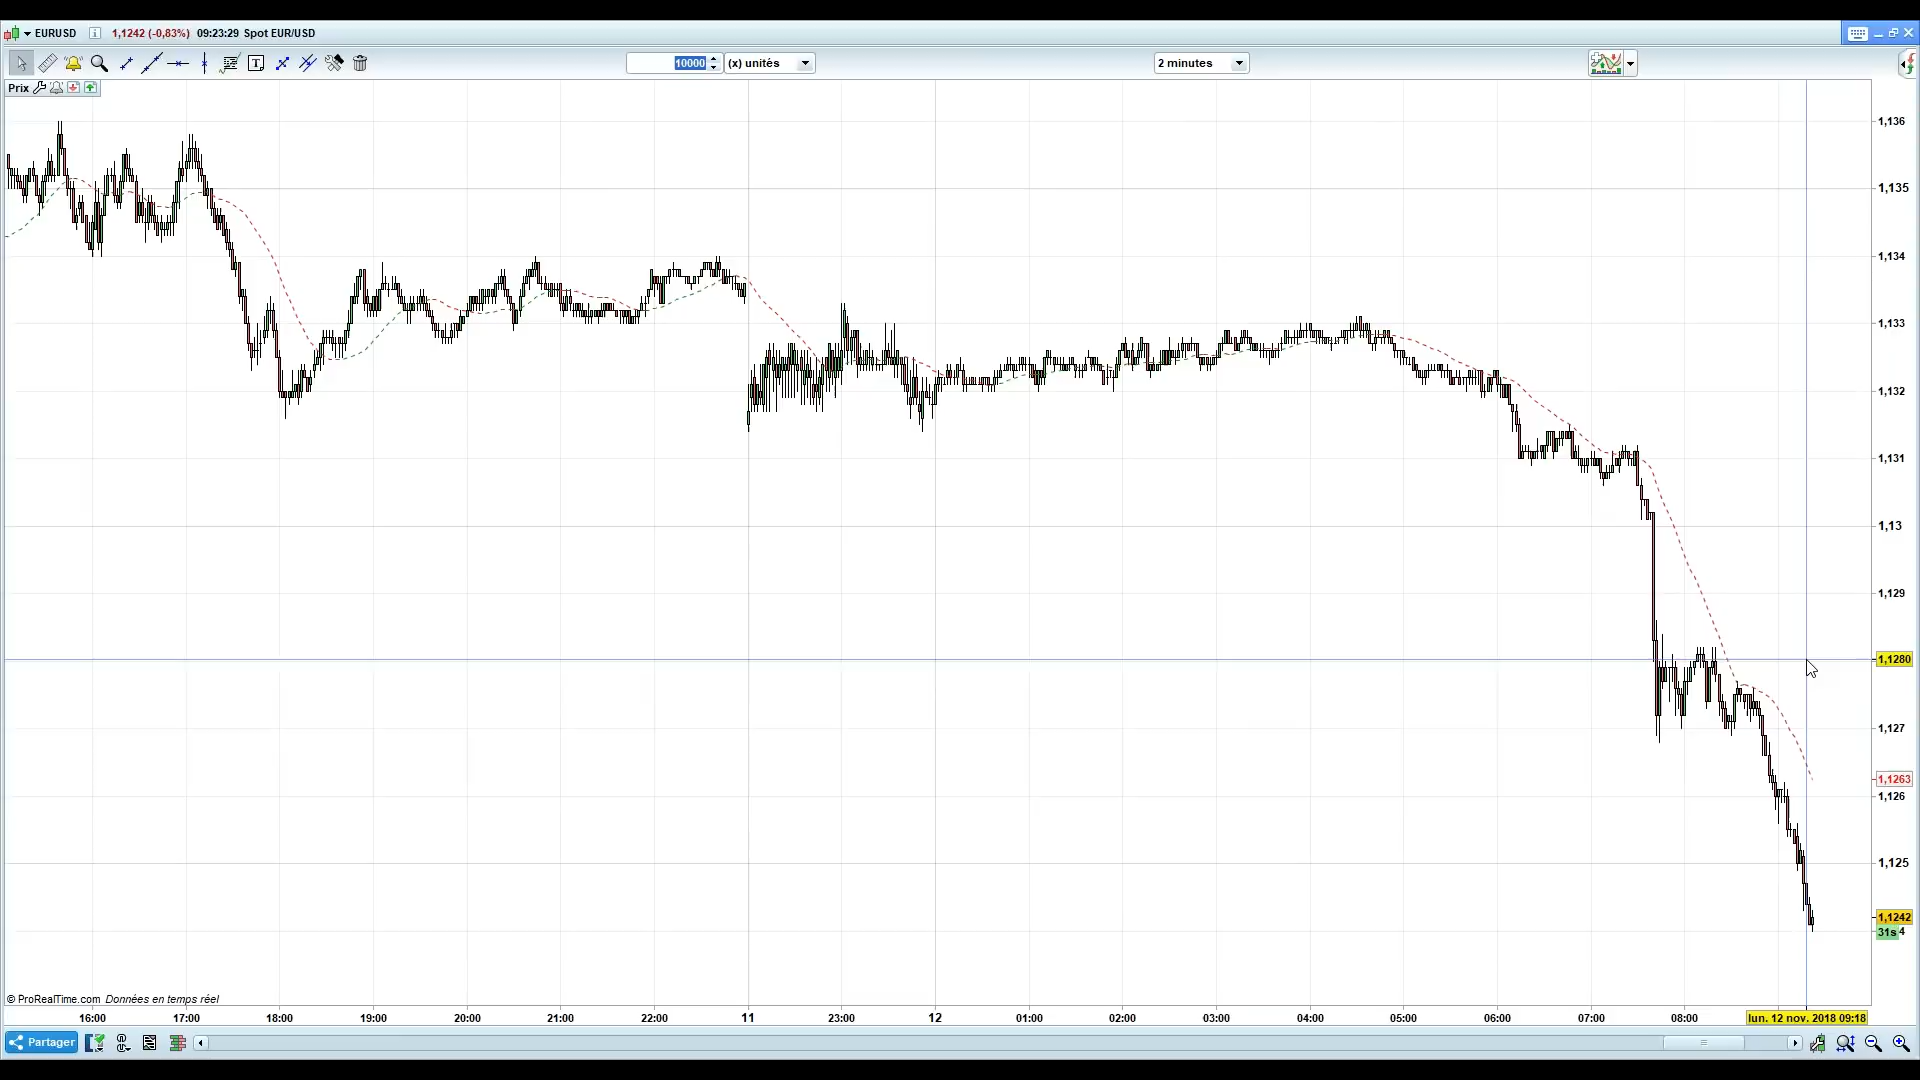 EURUSD 1,1242 (-0,83%) 09:23:29 Spot EUR/USD
10000 (x) unités 2 minutes
Prix
1,136
1,135
1,134
1,133
1,132
1,131
1,13
1,129
1,1280
1,127
1,1263
1,126
1,125
1,1242
31s 4
© ProRealTime.com Données en temps réel
16:00 17:00 18:00 19:00 20:00 21:00 22:00 11 23:00 12 01:00 02:00 03:00 04:00 05:00 06:00 07:00 08:00 lun. 12 nov. 2018 09:18
Partager